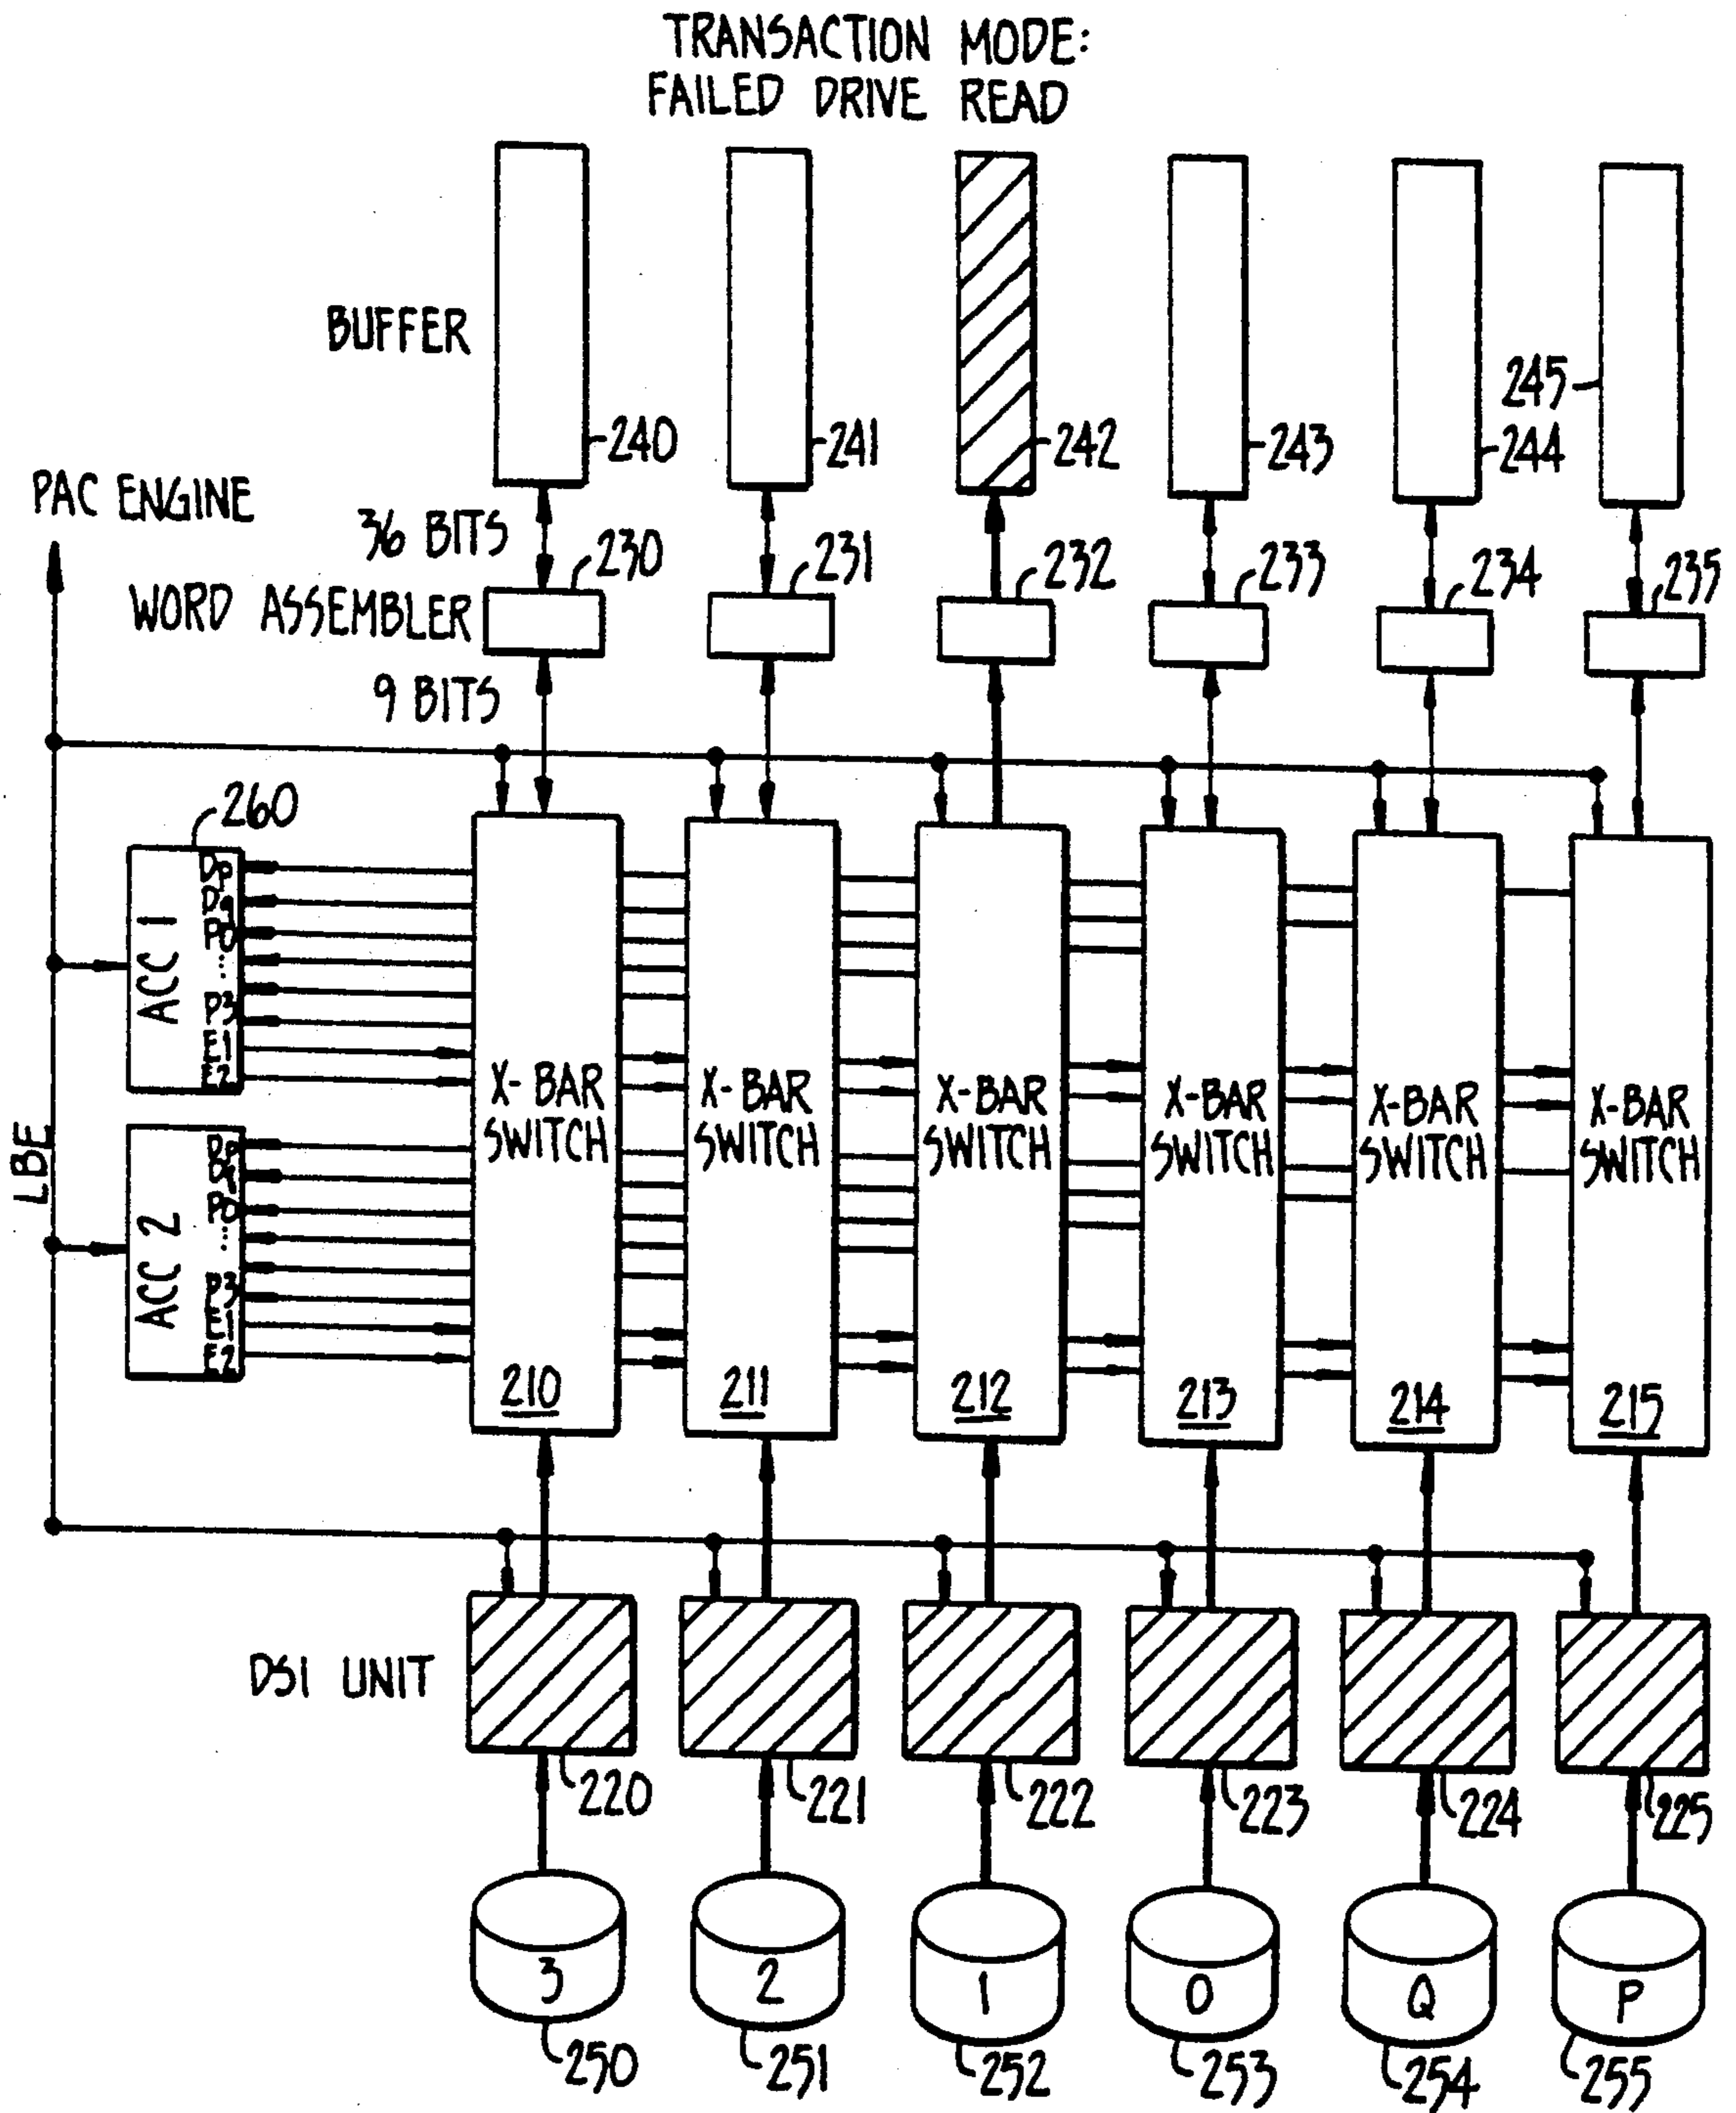 TRANSACTION MODE:
FAILED DRIVE READ
BUFFER
240
241
242
243
244
245
PAC ENGINE
36 BITS
WORD ASSEMBLER
230
231
232
233
234
235
9 BITS
260
ACC 1
Dp
Dq
P0
...
P3
E1
E2
LBE
ACC 2
Dp
Dq
P0
...
P3
E1
E2
X-BAR
SWITCH
210
X-BAR
SWITCH
211
X-BAR
SWITCH
212
X-BAR
SWITCH
213
X-BAR
SWITCH
214
X-BAR
SWITCH
215
DSI UNIT
220
221
222
223
224
225
3
2
1
0
Q
P
250
251
252
253
254
255